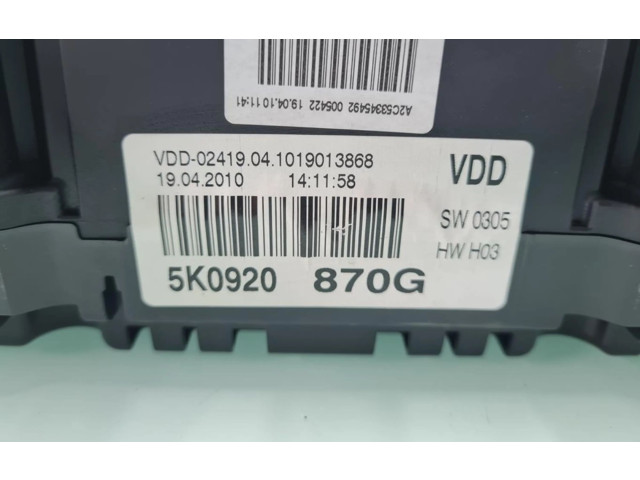 A2C53345492 005422 19.04.10 11:41
VDD-02419.04.1019013868
19.04.2010 14:11:58
VDD
SW 0305
HW H03
5K0920 870G